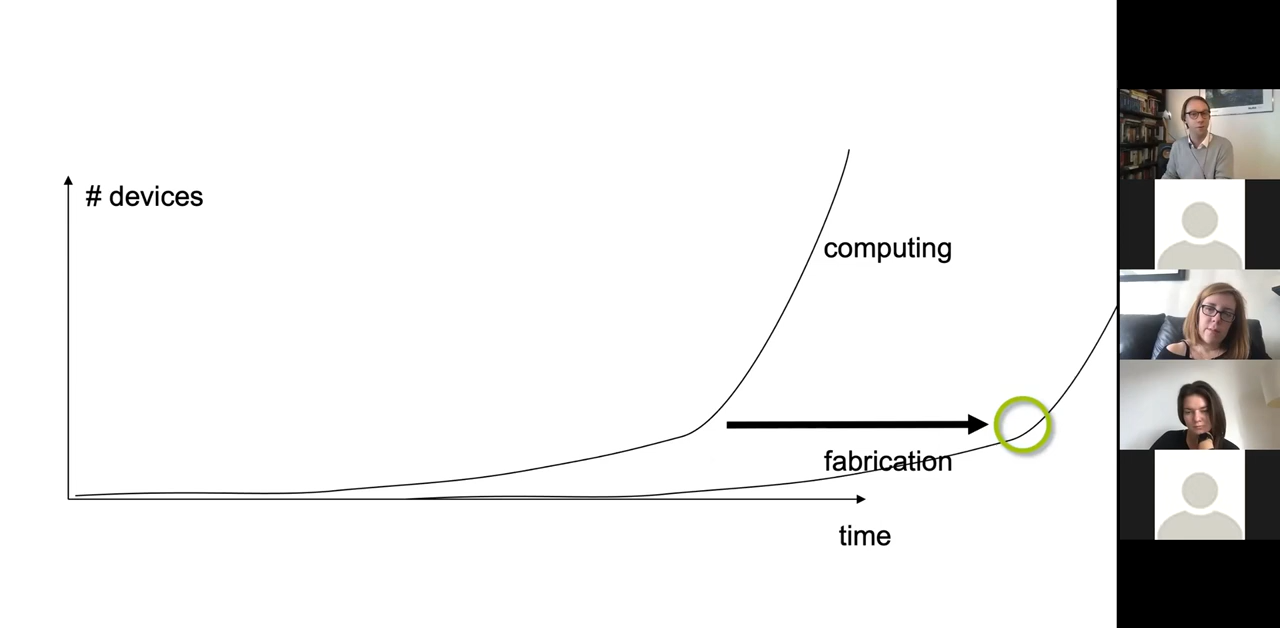 # devices
computing
fabrication
time